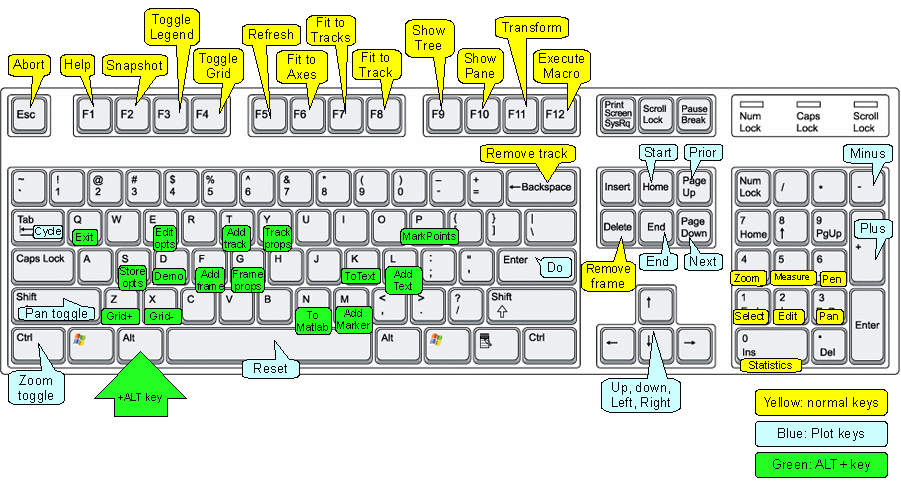 Toggle
Legend
Refresh
Fit to
Tracks
Show
Tree
Transform
Abort
Help
Snapshot
Toggle
Grid
Fit to
Axes
Fit to
Track
Show
Pane
Execute
Macro
Esc F1 F2 F3 F4 F5 F6 F7 F8 F9 F10 F11 F12
Print
Screen
SysRq
Scroll
Lock
Pause
Break
Num
Lock
Caps
Lock
Scroll
Lock
Remove track
Start
Prior
Minus
~ ! @ # $ % ^ & * ( ) _ +
` 1 2 3 4 5 6 7 8 9 0 - =
←Backspace
Insert
Home
Page
Up
Num
Lock
/
*
-
Tab
Cycle
Q
Exit
W
E
Edit
opts
R
T
Add
track
Y
Track
props
U
I
O
P
MarkPoints
{
[
}
]
|
\
Delete
End
Page
Down
7
Home
8
↑
9
PgUp
+
Plus
Caps Lock
A
S
Store
opts
D
Demo
F
Add
frame
G
Frame
props
H
J
K
ToText
L
Add
Text
:
;
"
'
Enter
Do
Remove
frame
End
Next
4
Zoom
5
Measure
6
Pen
Shift
Pan toggle
Z
Grid+
X
Grid-
C
V
B
N
To
Matlab
M
Add
Marker
<
,
>
.
?
/
Shift
⇧
↑
1
Select
2
Edit
3
Pan
Enter
Ctrl
Alt
Alt
Ctrl
←
↓
→
0
Ins
Statistics
.
Del
Zoom
toggle
+ALT key
Reset
Up, down,
Left, Right
Yellow: normal keys
Blue: Plot keys
Green: ALT + key